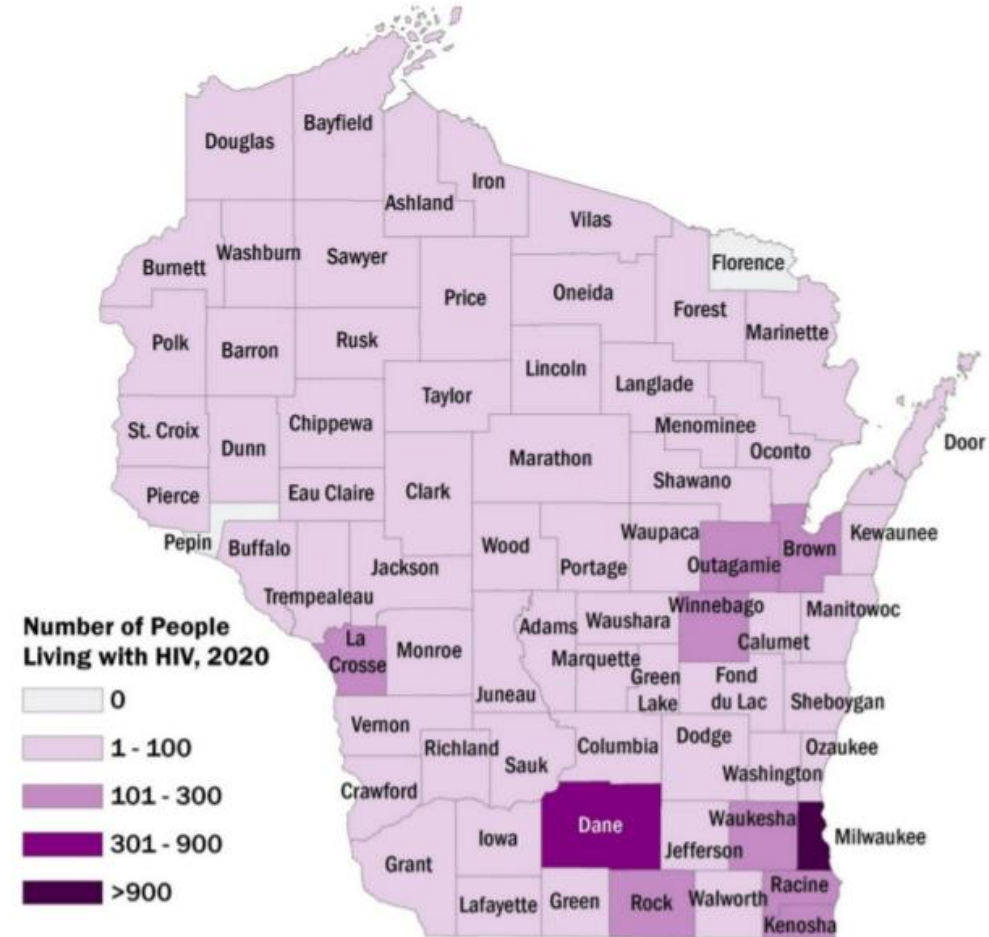 Douglas
Bayfield
Ashland
Iron
Vilas
Florence
Burnett
Washburn
Sawyer
Price
Oneida
Forest
Marinette
Polk
Barron
Rusk
Lincoln
Langlade
Taylor
St. Croix
Dunn
Chippewa
Menominee
Oconto
Door
Marathon
Shawano
Pierce
Eau Claire
Clark
Pepin
Buffalo
Wood
Waupaca
Portage
Outagamie
Brown
Kewaunee
Jackson
Trempealeau
La
Crosse
Monroe
Juneau
Adams
Waushara
Winnebago
Calumet
Manitowoc
Marquette
Green
Lake
Fond
du Lac
Sheboygan
Vernon
Richland
Sauk
Columbia
Dodge
Ozaukee
Washington
Crawford
Grant
Iowa
Dane
Waukesha
Jefferson
Milwaukee
Lafayette
Green
Rock
Walworth
Racine
Kenosha
Number of People
Living with HIV, 2020
0
1 - 100
101 - 300
301 - 900
>900